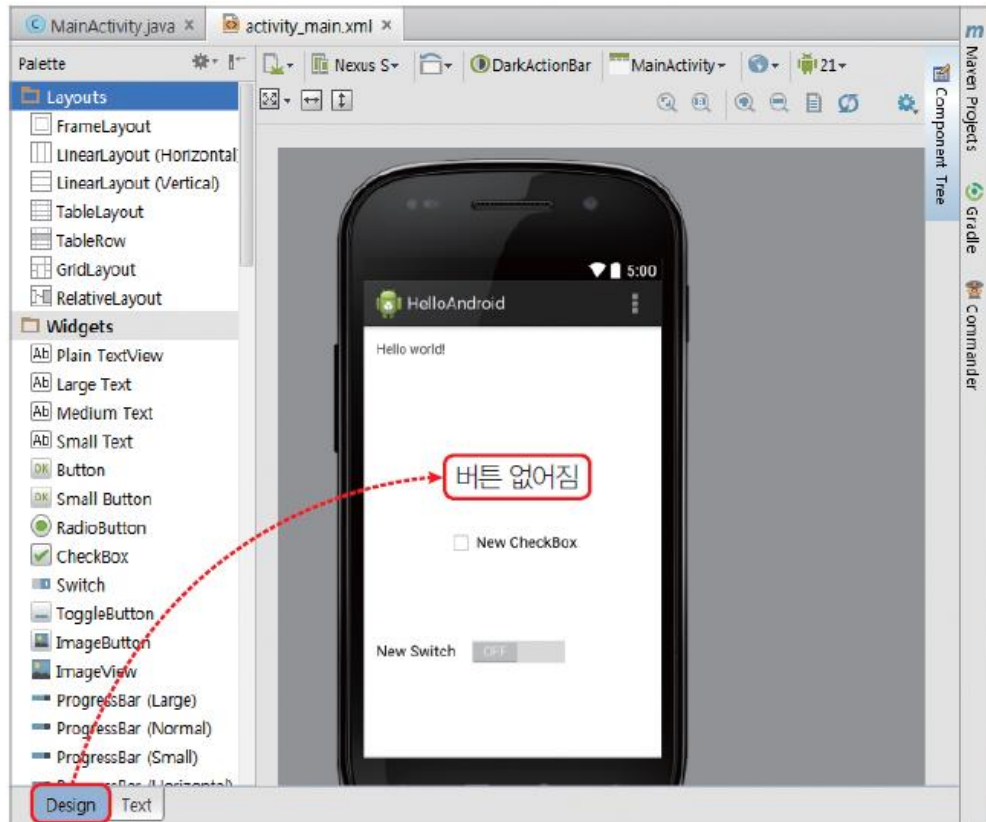 MainActivity.java
activity_main.xml
Palette
Nexus S
DarkActionBar
MainActivity
21
Layouts
FrameLayout
LinearLayout (Horizontal
LinearLayout (Vertical)
TableLayout
TableRow
GridLayout
RelativeLayout
Widgets
Plain TextView
Large Text
Medium Text
Small Text
Button
Small Button
RadioButton
CheckBox
Switch
ToggleButton
ImageButton
ImageView
ProgressBar (Large)
ProgressBar (Normal)
ProgressBar (Small)
5:00
HelloAndroid
Hello world!
버튼 없어짐
New CheckBox
New Switch OFF
Design
Text
Component Tree
Maven Projects
Gradle
Commander